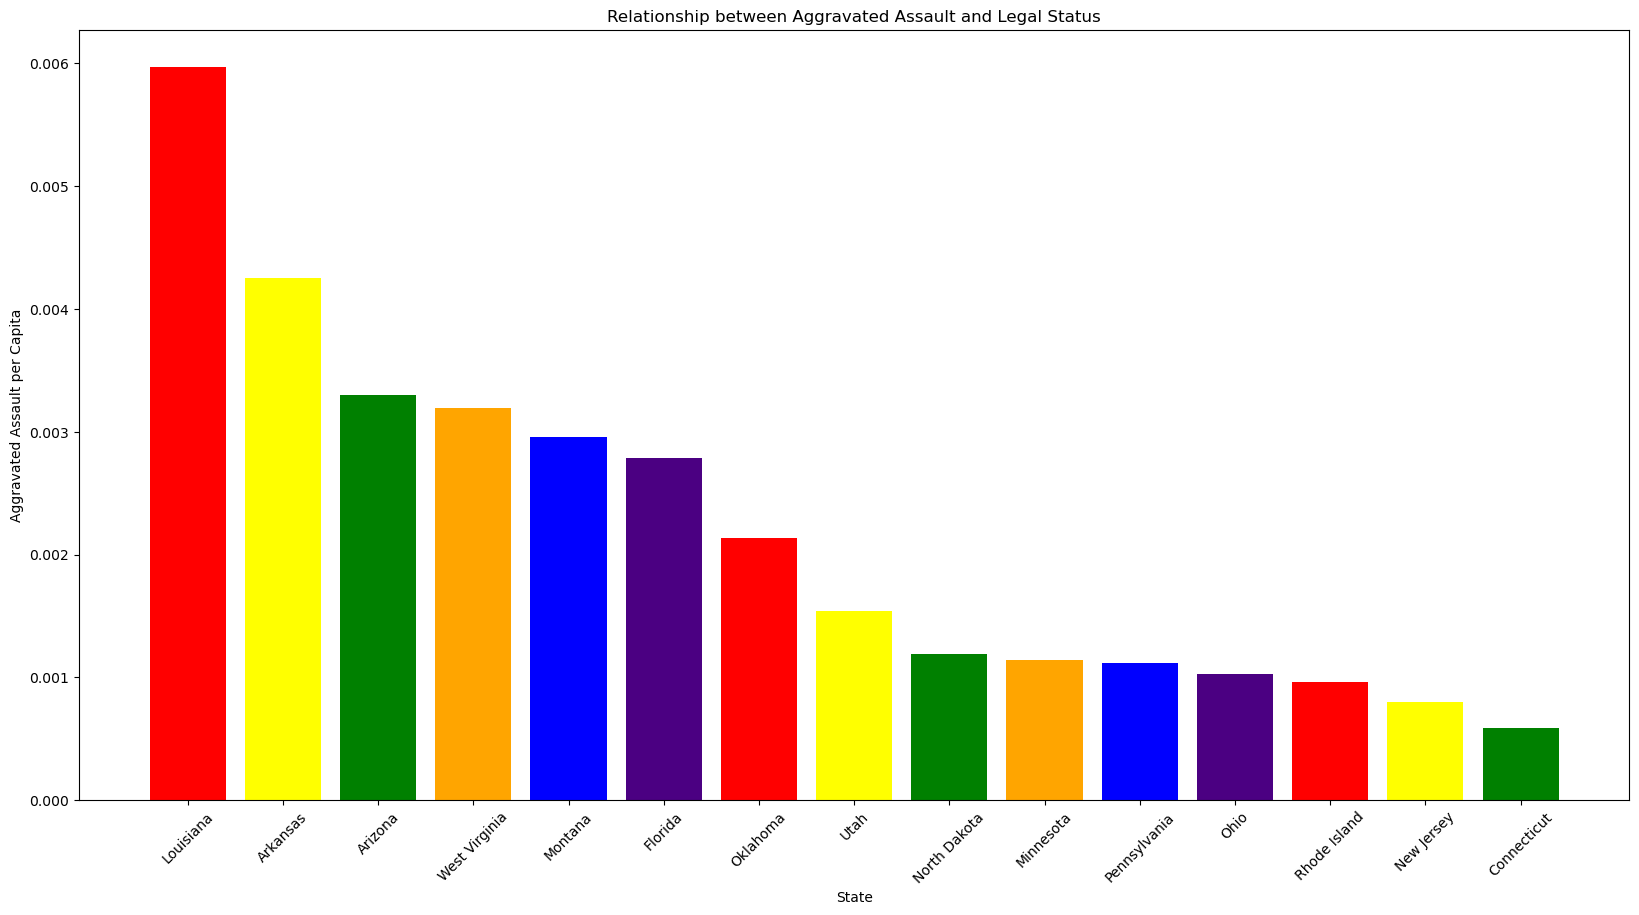 Relationship between Aggravated Assault and Legal Status
Aggravated Assault per Capita
0.006
0.005
0.004
0.003
0.002
0.001
0.000
Louisiana
Arkansas
Arizona
West Virginia
Montana
Florida
Oklahoma
Utah
North Dakota
Minnesota
Pennsylvania
Ohio
Rhode Island
New Jersey
Connecticut
State